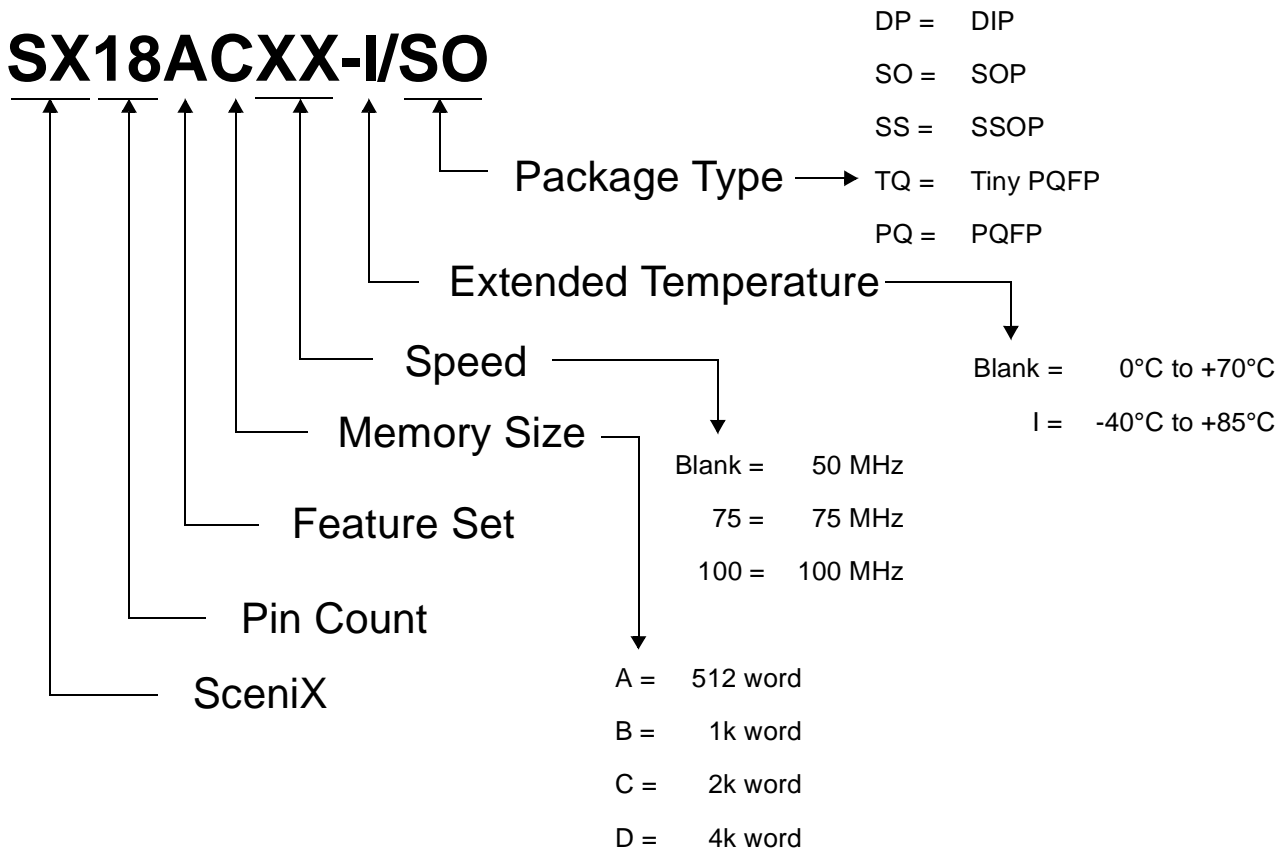 SX18ACXX-I/SO
DP = DIP
SO = SOP
SS = SSOP
Package Type
TQ = Tiny PQFP
PQ = PQFP
Extended Temperature
Blank = 0°C to +70°C
I = -40°C to +85°C
Speed
Blank = 50 MHz
75 = 75 MHz
100 = 100 MHz
Memory Size
A = 512 word
B = 1k word
C = 2k word
D = 4k word
Feature Set
Pin Count
SceniX